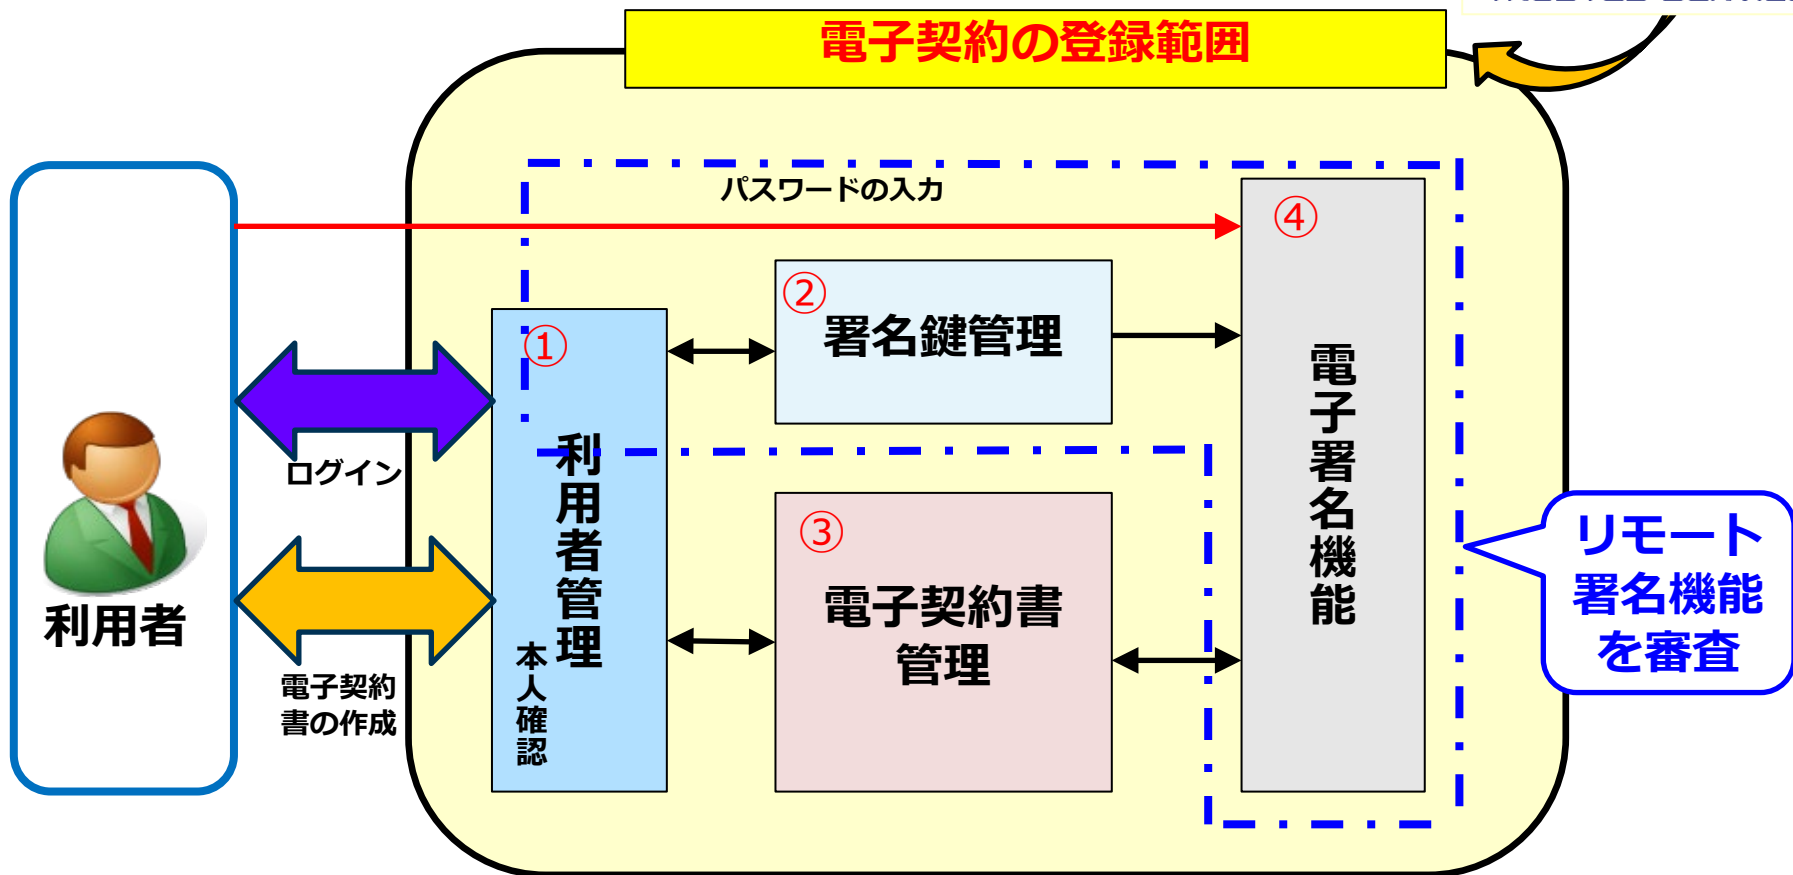 電子契約の登録範囲
パスワードの入力
④
②
署名鍵管理
①
電子署名機能
利用者管理
ログイン
③
電子契約書
管理
リモート
署名機能
を審査
利用者
本人確認
電子契約
書の作成